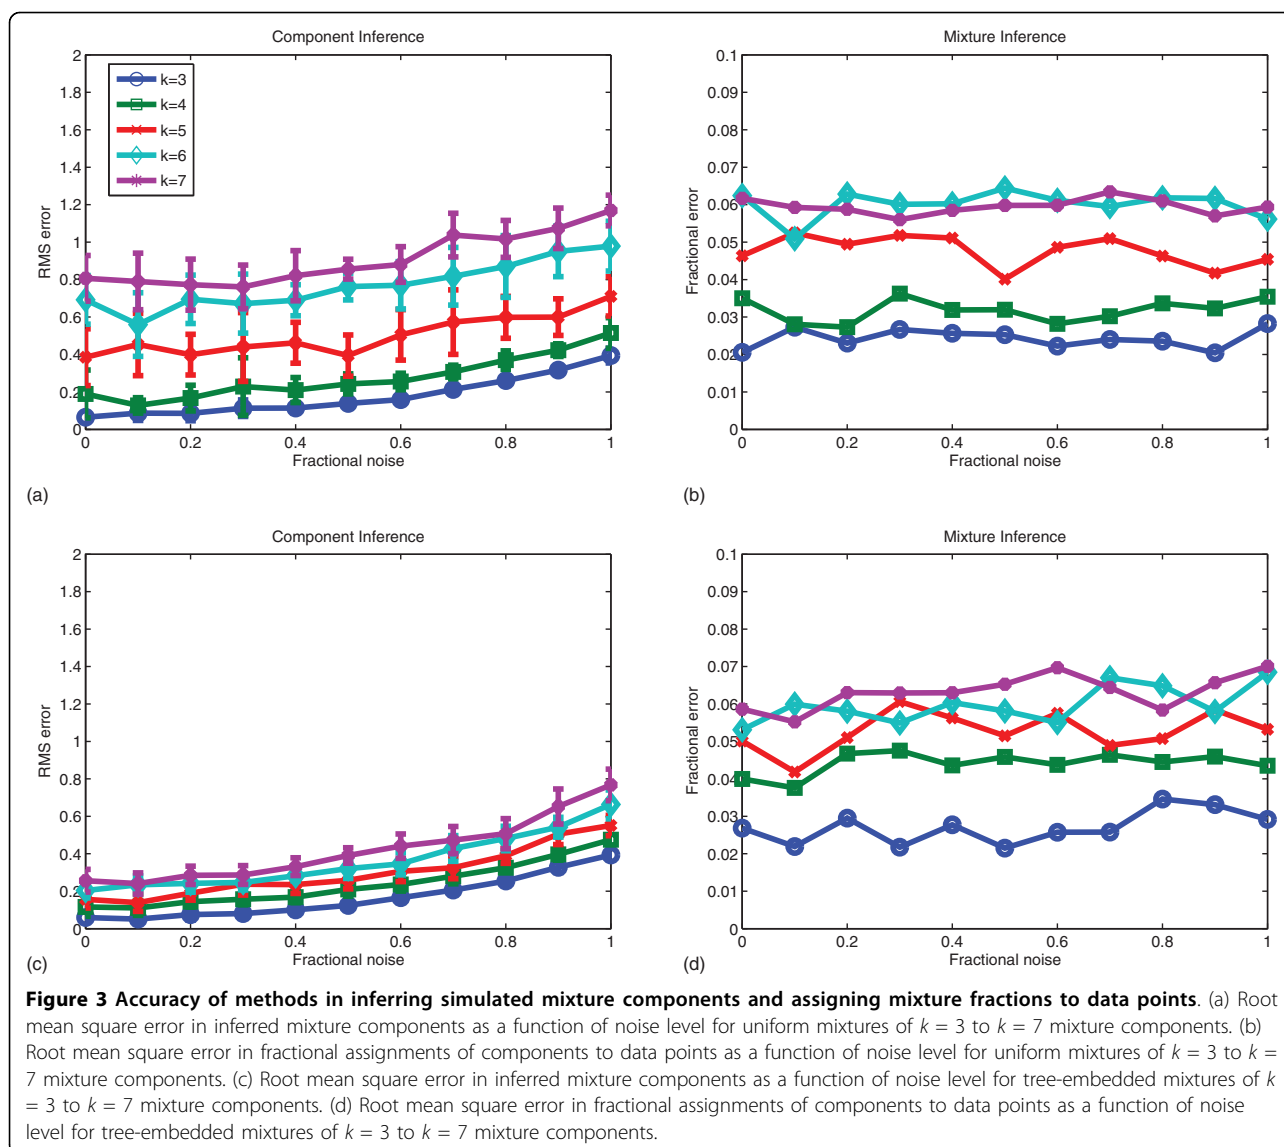 Component Inference
2
1.8
1.6
1.4
1.2
1
0.8
0.6
0.4
0.2
0
RMS error
k=3
k=4
k=5
k=6
k=7
0 0.2 0.4 0.6 0.8 1
Fractional noise
(a)
Mixture Inference
0.1
0.09
0.08
0.07
0.06
0.05
0.04
0.03
0.02
0.01
0
Fractional error
0 0.2 0.4 0.6 0.8 1
Fractional noise
(b)
Component Inference
2
1.8
1.6
1.4
1.2
1
0.8
0.6
0.4
0.2
0
RMS error
0 0.2 0.4 0.6 0.8 1
Fractional noise
(c)
Mixture Inference
0.1
0.09
0.08
0.07
0.06
0.05
0.04
0.03
0.02
0.01
0
Fractional error
0 0.2 0.4 0.6 0.8 1
Fractional noise
(d)
Figure 3 Accuracy of methods in inferring simulated mixture components and assigning mixture fractions to data points. (a) Root
mean square error in inferred mixture components as a function of noise level for uniform mixtures of k = 3 to k = 7 mixture components. (b)
Root mean square error in fractional assignments of components to data points as a function of noise level for uniform mixtures of k = 3 to k =
7 mixture components. (c) Root mean square error in inferred mixture components as a function of noise level for tree-embedded mixtures of k
= 3 to k = 7 mixture components. (d) Root mean square error in fractional assignments of components to data points as a function of noise
level for tree-embedded mixtures of k = 3 to k = 7 mixture components.